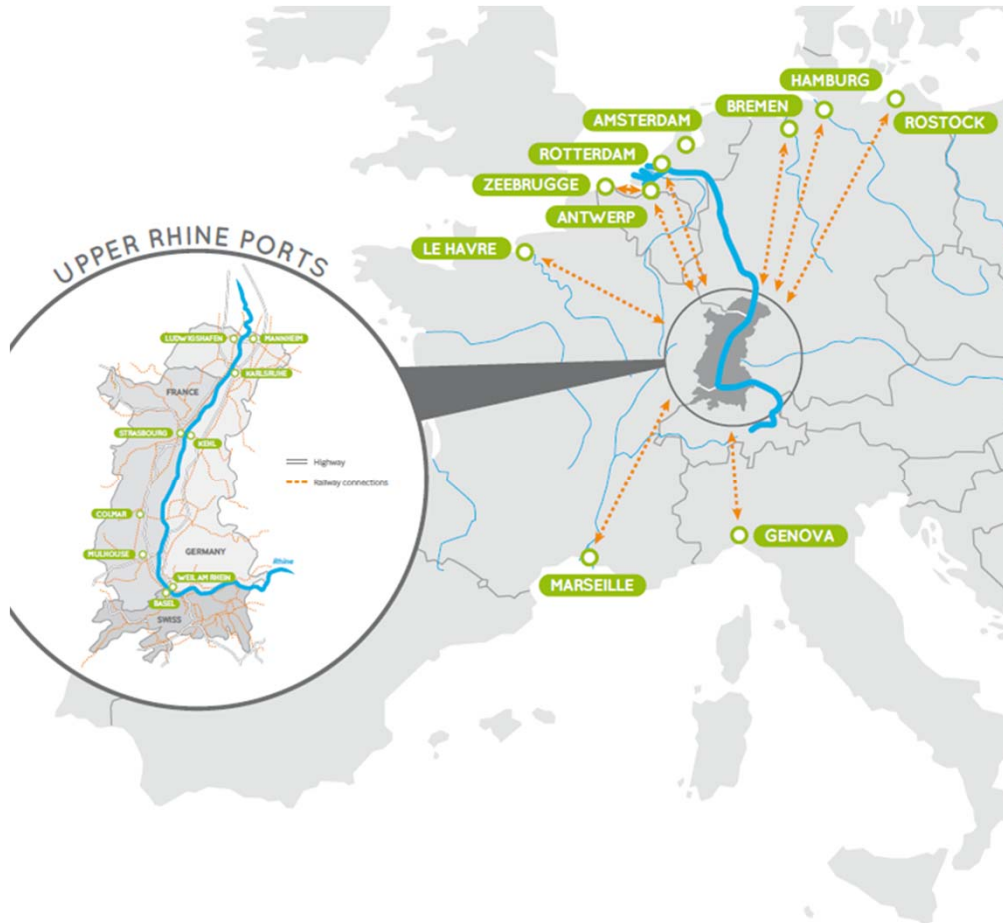 HAMBURG
BREMEN
ROSTOCK
AMSTERDAM
ROTTERDAM
ZEEBRUGGE
ANTWERP
LE HAVRE
UPPER RHINE PORTS
LUDWIGSHAFEN
MANNHEIM
KARLSRUHE
FRANCE
STRASBOURG
KEHL
Highway
Railway connections
COLMAR
MULHOUSE
GERMANY
Rhine
WEIL AM RHEIN
BASEL
SWISS
GENOVA
MARSEILLE